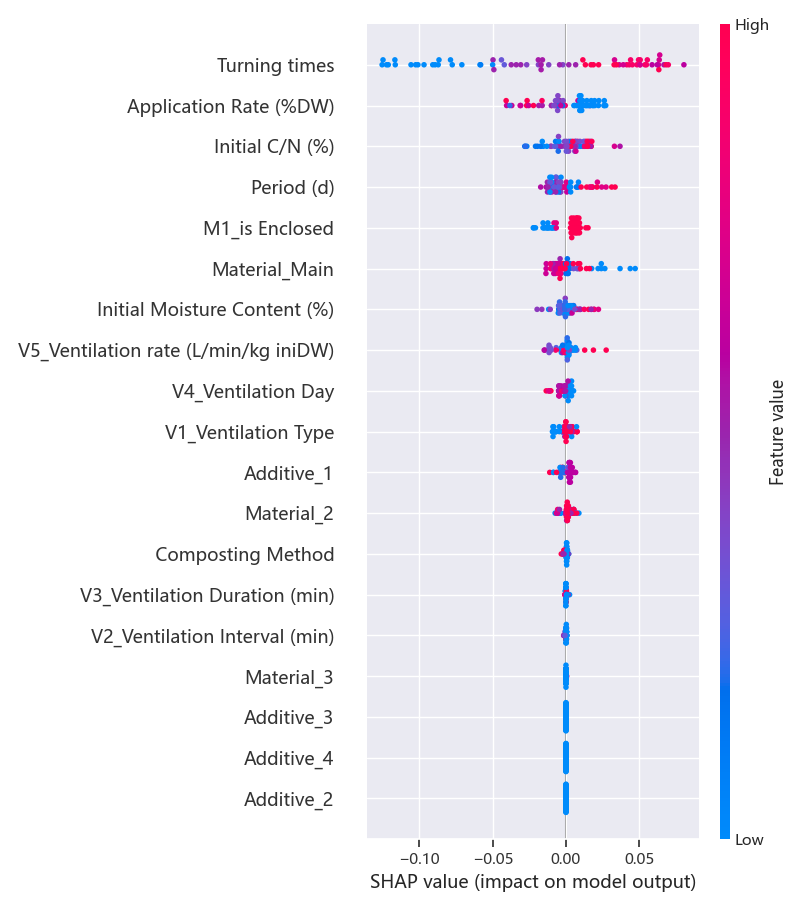 High
Turning times
Application Rate (%DW)
Initial C/N (%)
Period (d)
M1_is Enclosed
Material_Main
Initial Moisture Content (%)
V5_Ventilation rate (L/min/kg iniDW)
V4_Ventilation Day
V1_Ventilation Type
Additive_1
Material_2
Composting Method
V3_Ventilation Duration (min)
V2_Ventilation Interval (min)
Material_3
Additive_3
Additive_4
Additive_2
Feature value
Low
−0.10 −0.05 0.00 0.05
SHAP value (impact on model output)